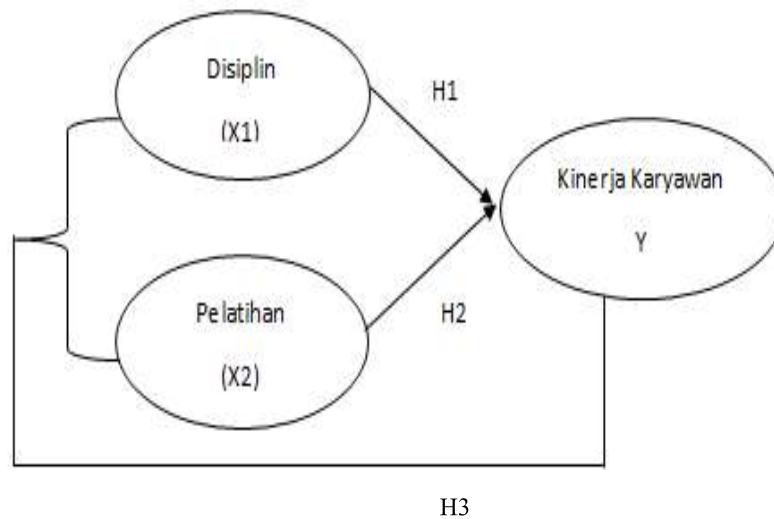 Disiplin
(X1)
H1
Kinerja Karyawan
Y
Pelatihan
(X2)
H2
H3